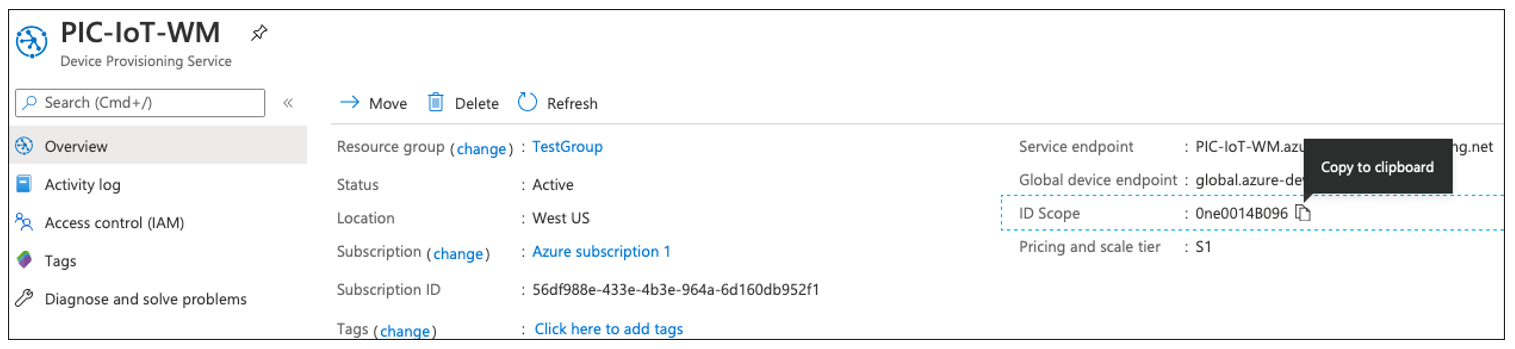 PIC-IoT-WM
Device Provisioning Service
Search (Cmd+/)
«
Overview
Activity log
Access control (IAM)
Tags
Diagnose and solve problems
Move Delete Refresh
Resource group (change) : TestGroup
Status : Active
Location : West US
Subscription (change) : Azure subscription 1
Subscription ID : 56df988e-433e-4b3e-964a-6d160db952f1
Tags (change) : Click here to add tags
Service endpoint : PIC-IoT-WM.azu ng.net
Copy to clipboard
Global device endpoint : global.azure-dev
ID Scope : 0ne0014B096
Pricing and scale tier : S1